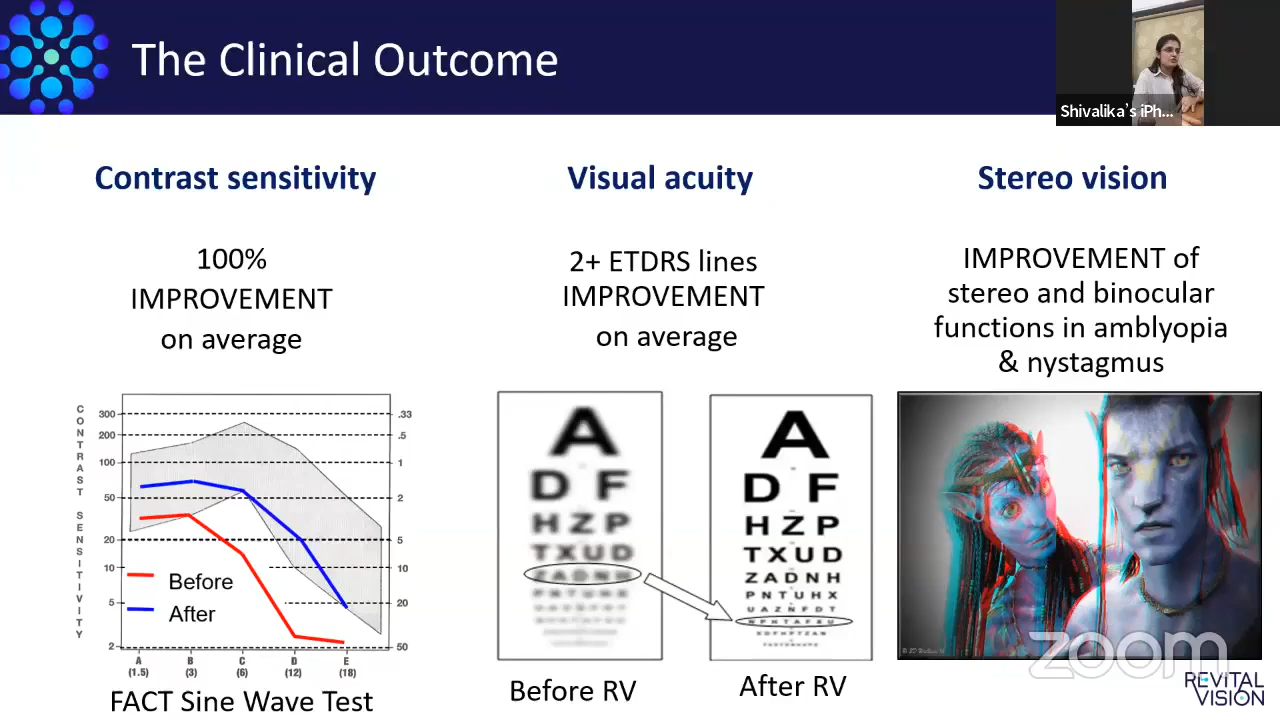 The Clinical Outcome
Shivalika's iPh...
Contrast sensitivity
100%
IMPROVEMENT
on average
CONTRAST SENSITIVITY
300
200
100
50
20
10
5
2
.33
.5
1
2
5
10
20
50
Before
After
A B C D E
(1.5) (3) (6) (12) (18)
FACT Sine Wave Test
Visual acuity
2+ ETDRS lines
IMPROVEMENT
on average
A
D F
H Z P
T X U D
Z A D N H
Before RV
A
D F
H Z P
T X U D
Z A D N H
P N T U H X
U A Z N F D T
After RV
Stereo vision
IMPROVEMENT of
stereo and binocular
functions in amblyopia
& nystagmus
zoom
REVITAL
VISION